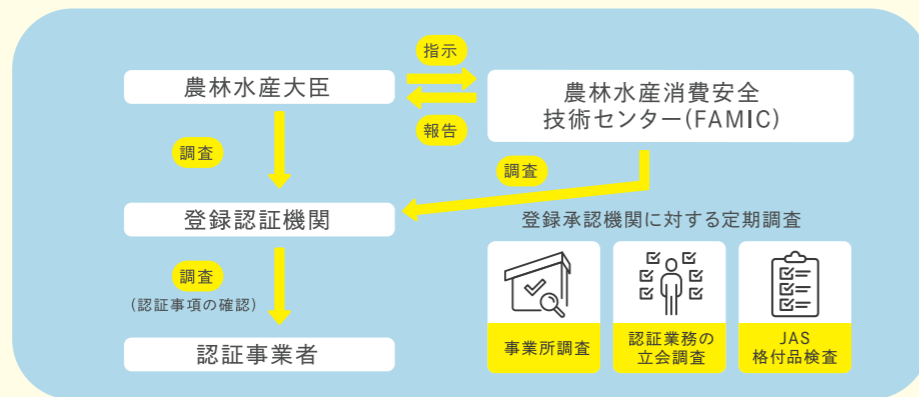 指示
農林水産大臣
農林水産消費安全
技術センター(FAMIC)
報告
調査
調査
登録認証機関
登録承認機関に対する定期調査
調査
(認証事項の確認)
認証事業者
事業所調査
認証業務の
立会調査
JAS
格付品検査